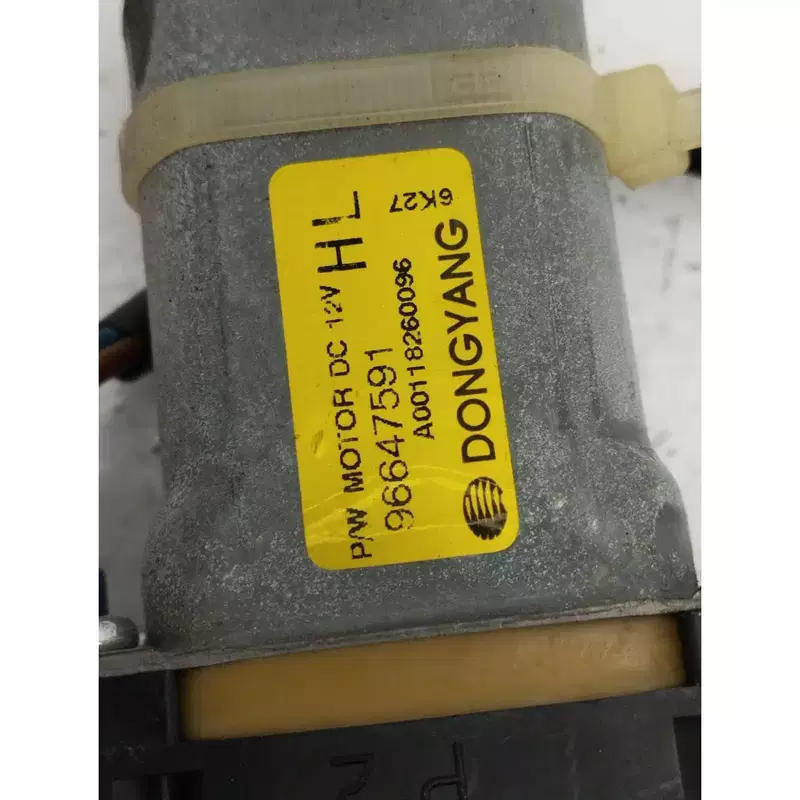 P/W MOTOR DC 12V
HL
96647591
A00118260096
6K27
DONGYANG